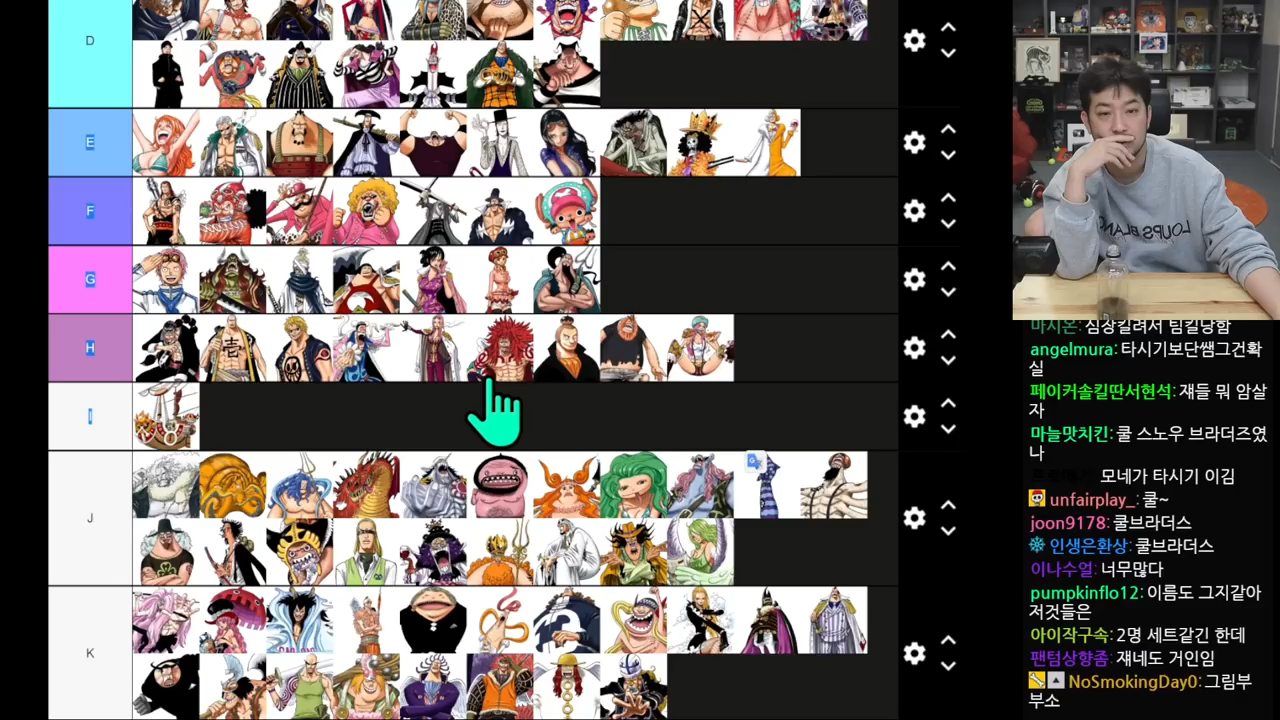 D
E
F
G
H
I
J
K
壱
LOUPS BLANC
마시온: 심장킬려서 팀킬당함
angelmura: 타시기보단쌤그건확
실
페이커솔킬딴서현석: 쟤들 뭐 암살
자
마늘맛치킨: 쿨 스노우 브라더즈였
나
모네가 타시기 이김
unfairplay_: 쿨~
joon9178: 쿨브라더스
인생은환상: 쿨브라더스
이나수얼: 너무많다
pumpkinflo12: 이름도 그지같아
저것들은
아이작구속: 2명 세트같긴 한데
팬텀상향좀: 쟤네도 거인임
NoSmokingDay0: 그림부
부소